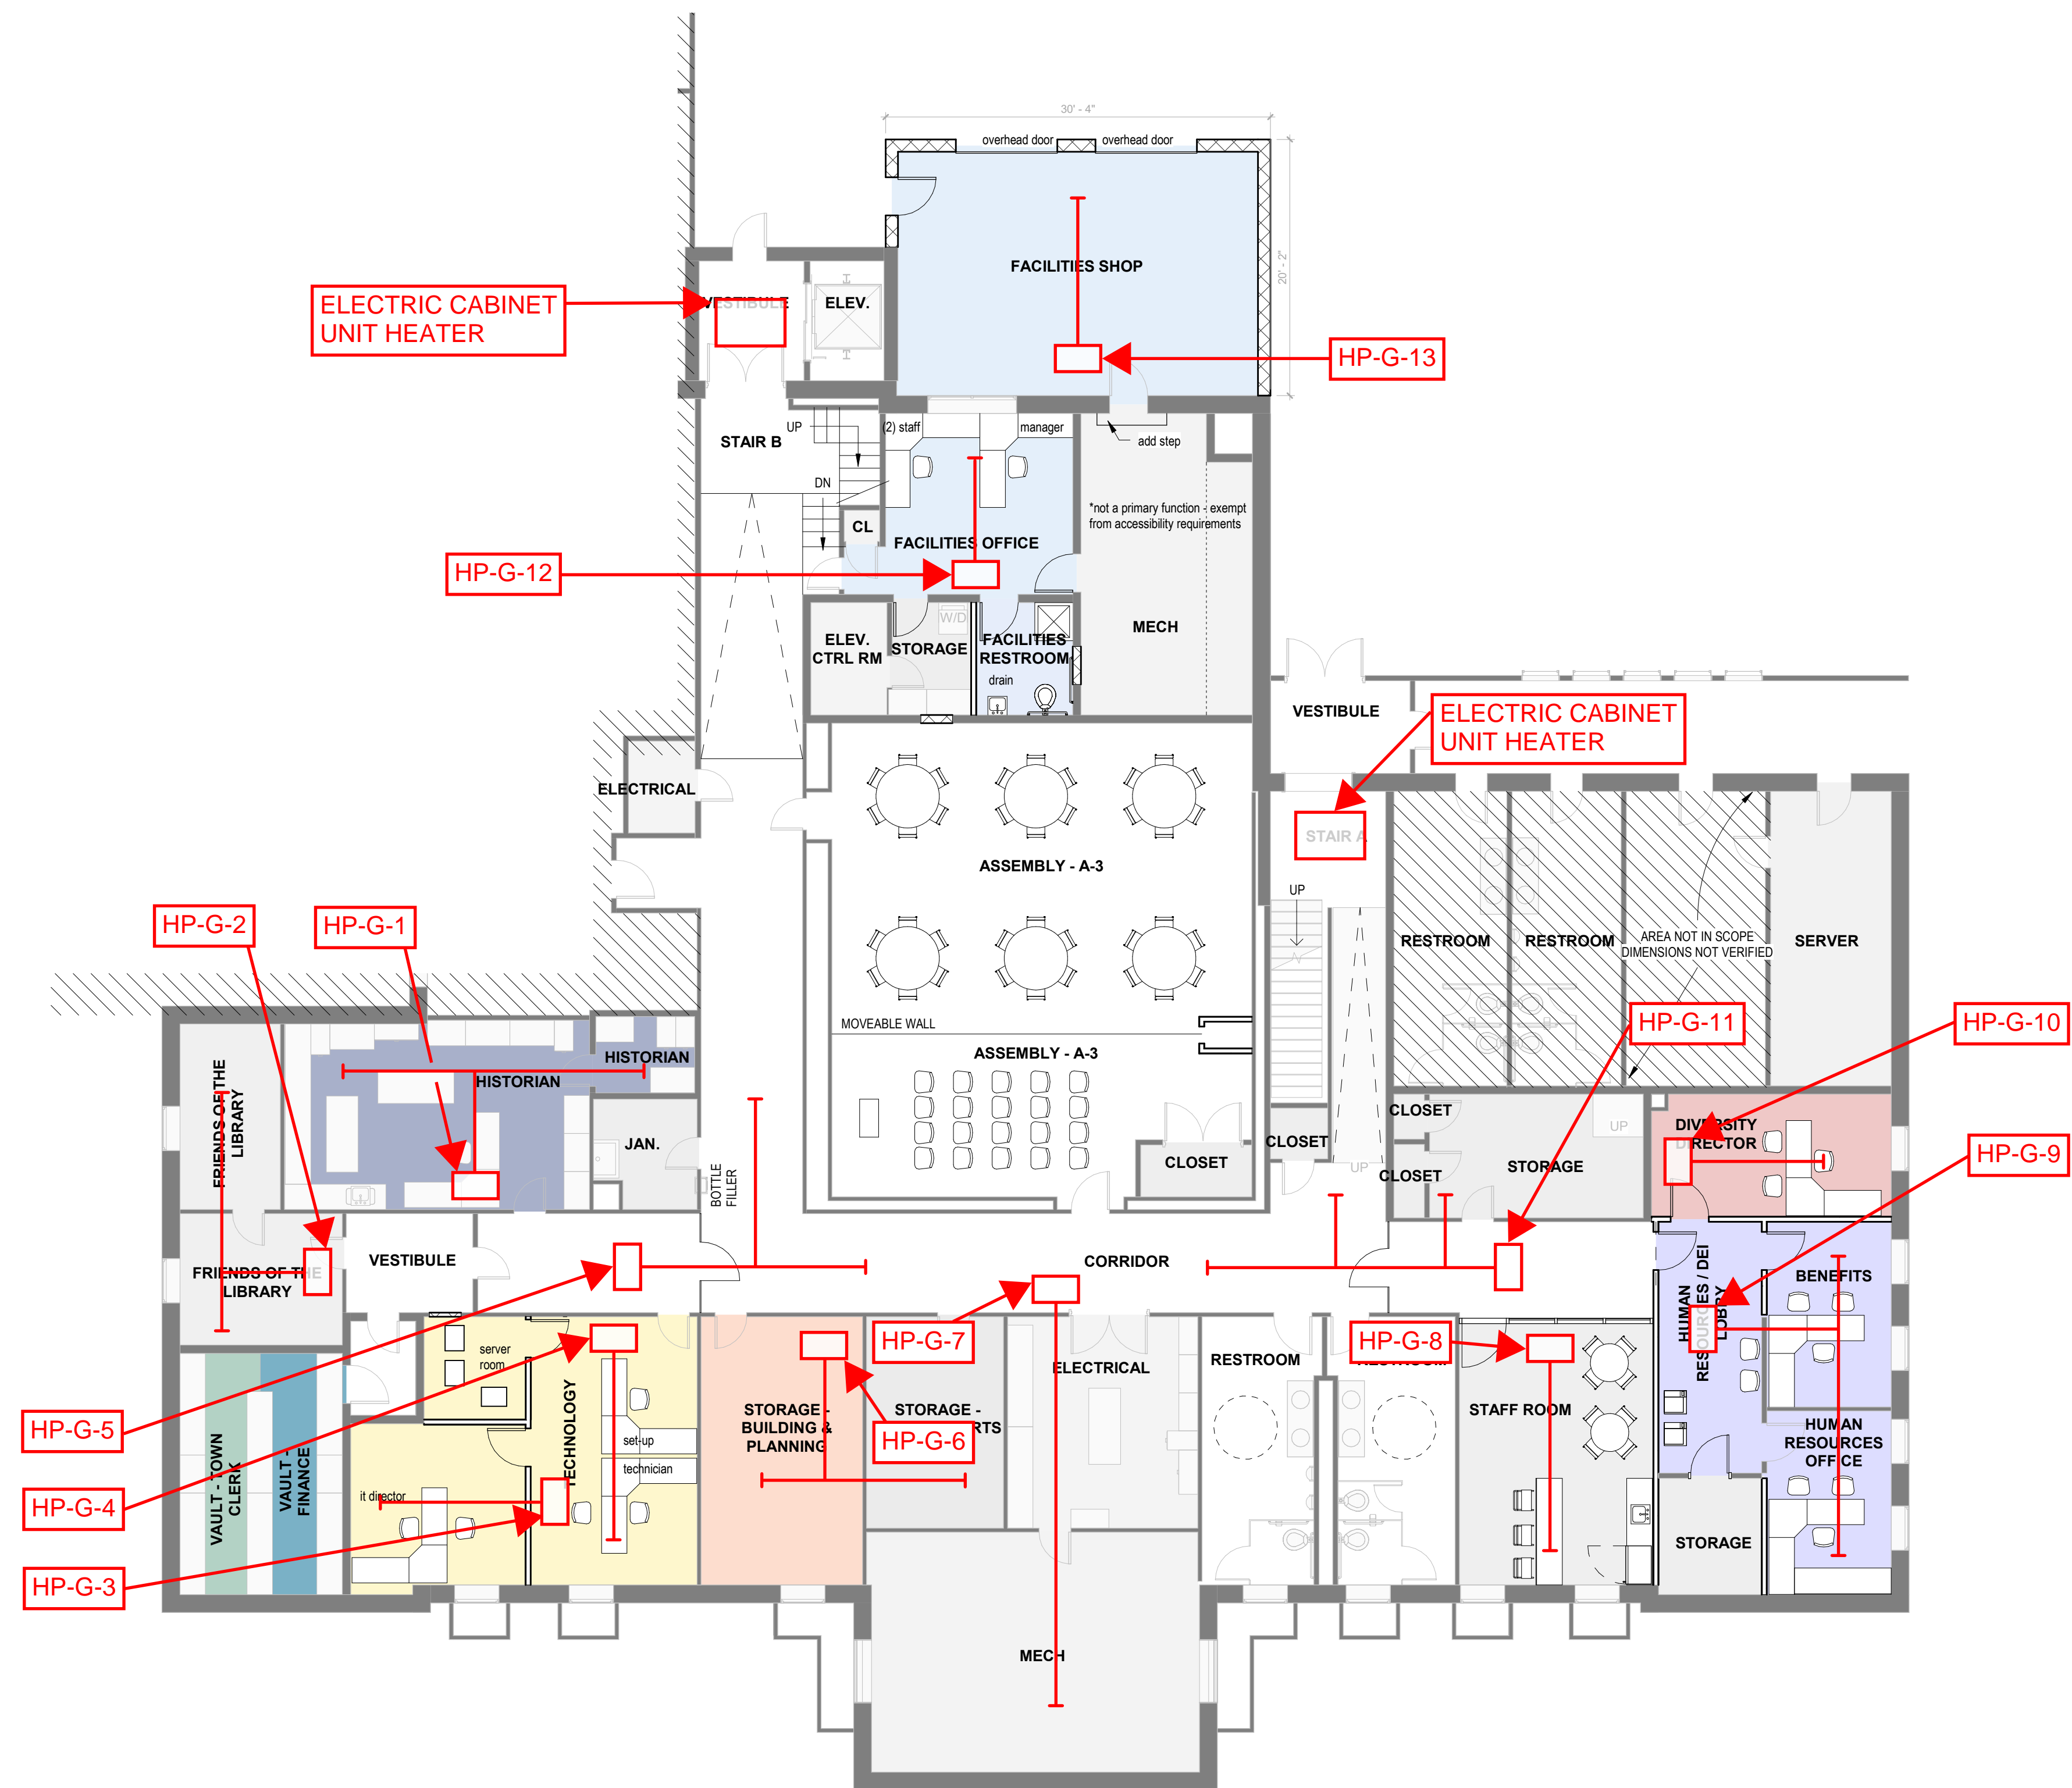 30' - 4"
overhead door
overhead door
FACILITIES SHOP
20' - 2"
ELECTRIC CABINET
UNIT HEATER
VESTIBULE
ELEV.
HP-G-13
STAIR B
UP
(2) staff
manager
add step
DN
*not a primary function - exempt
from accessibility requirements
CL
FACILITIES OFFICE
HP-G-12
ELEV.
CTRL RM
STORAGE
W/D
FACILITIES
RESTROOM
drain
MECH
VESTIBULE
ELECTRIC CABINET
UNIT HEATER
ELECTRICAL
STAIR A
ASSEMBLY - A-3
UP
HP-G-2
HP-G-1
RESTROOM
RESTROOM
AREA NOT IN SCOPE
DIMENSIONS NOT VERIFIED
SERVER
MOVEABLE WALL
HP-G-11
HP-G-10
ASSEMBLY - A-3
HISTORIAN
HISTORIAN
FRIENDS OF THE
LIBRARY
JAN.
BOTTLE
FILLER
CLOSET
CLOSET
CLOSET
UP
CLOSET
STORAGE
UP
DIVERSITY
DIRECTOR
HP-G-9
FRIENDS OF THE
LIBRARY
VESTIBULE
CORRIDOR
HUMAN
RESOURCES / DEI
LOBBY
BENEFITS
HP-G-7
HP-G-8
server
room
TECHNOLOGY
ELECTRICAL
RESTROOM
HP-G-5
VAULT - TOWN
CLERK
VAULT -
FINANCE
set-up
technician
STORAGE -
BUILDING &
PLANNING
STORAGE -
HP-G-6
STAFF ROOM
HUMAN
RESOURCES
OFFICE
HP-G-4
it director
STORAGE
HP-G-3
MECH